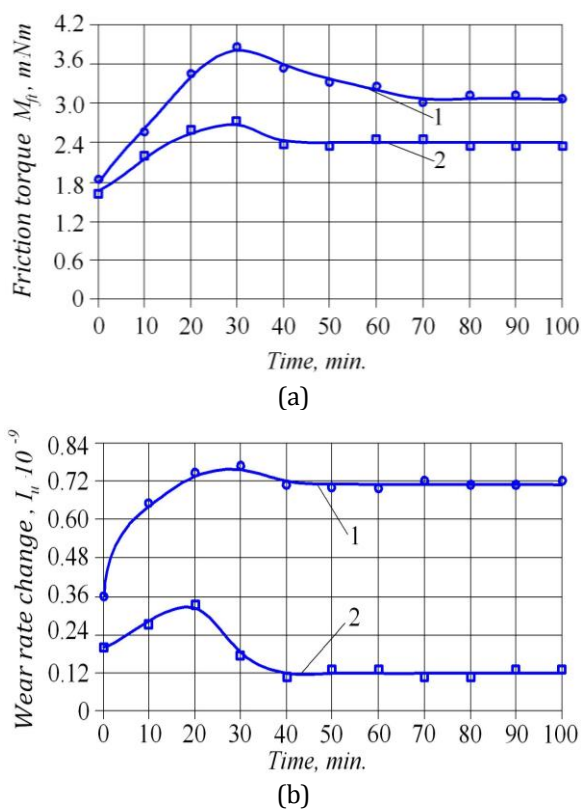 Friction torque M_fr, mNm
4.2
3.6
3.0
2.4
1.8
1.2
0.6
0
1
2
0 10 20 30 40 50 60 70 80 90 100
Time, min.
(a)
Wear rate change, I_u·10^-9
0.84
0.72
0.60
0.48
0.36
0.24
0.12
0
1
2
0 10 20 30 40 50 60 70 80 90 100
Time, min.
(b)